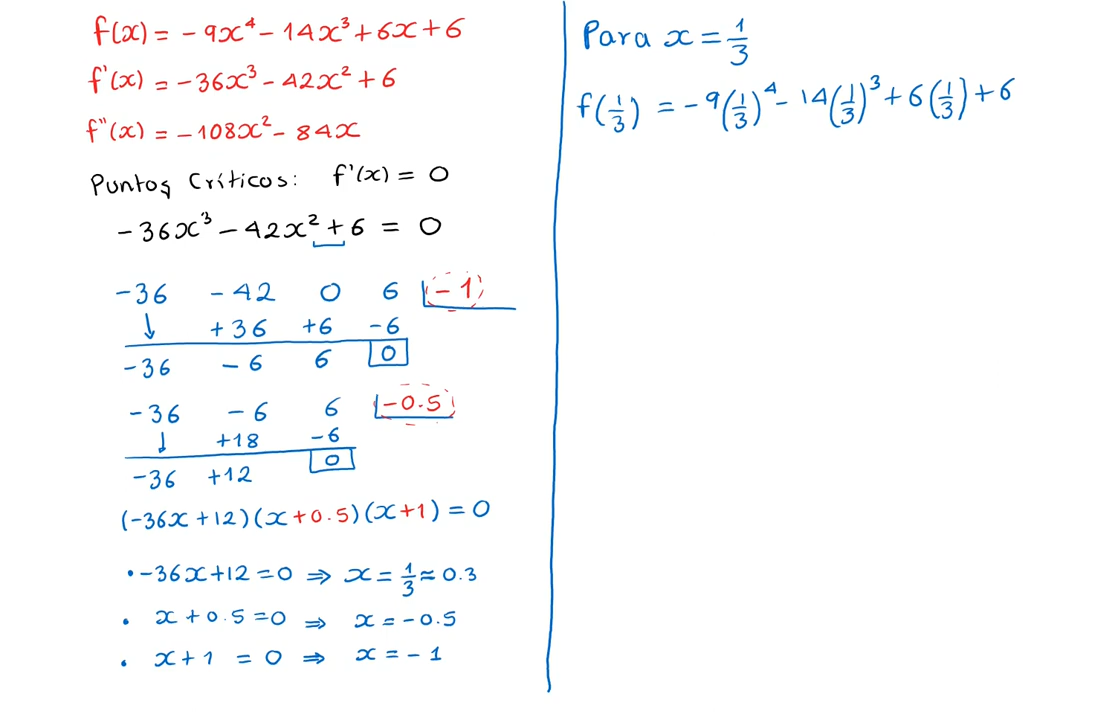 f(x) = - 9x⁴ - 14x³ + 6x + 6
f'(x) = -36x³ - 42x² + 6
f"(x) = -108x² - 84x
Puntos Críticos: f'(x) = 0
-36x³ - 42x² + 6 = 0
-36 -42 0 6 |-1
↓ +36 +6 -6
-36 -6 6 0
-36 -6 6 |-0.5
↓ +18 -6
-36 +12 0
(-36x + 12)(x + 0.5)(x + 1) = 0
• -36x + 12 = 0 ⇒ x = 1/3 ≈ 0.3
• x + 0.5 = 0 ⇒ x = -0.5
• x + 1 = 0 ⇒ x = - 1
Para x = 1/3
f(1/3) = -9(1/3)⁴ - 14(1/3)³ + 6(1/3) + 6